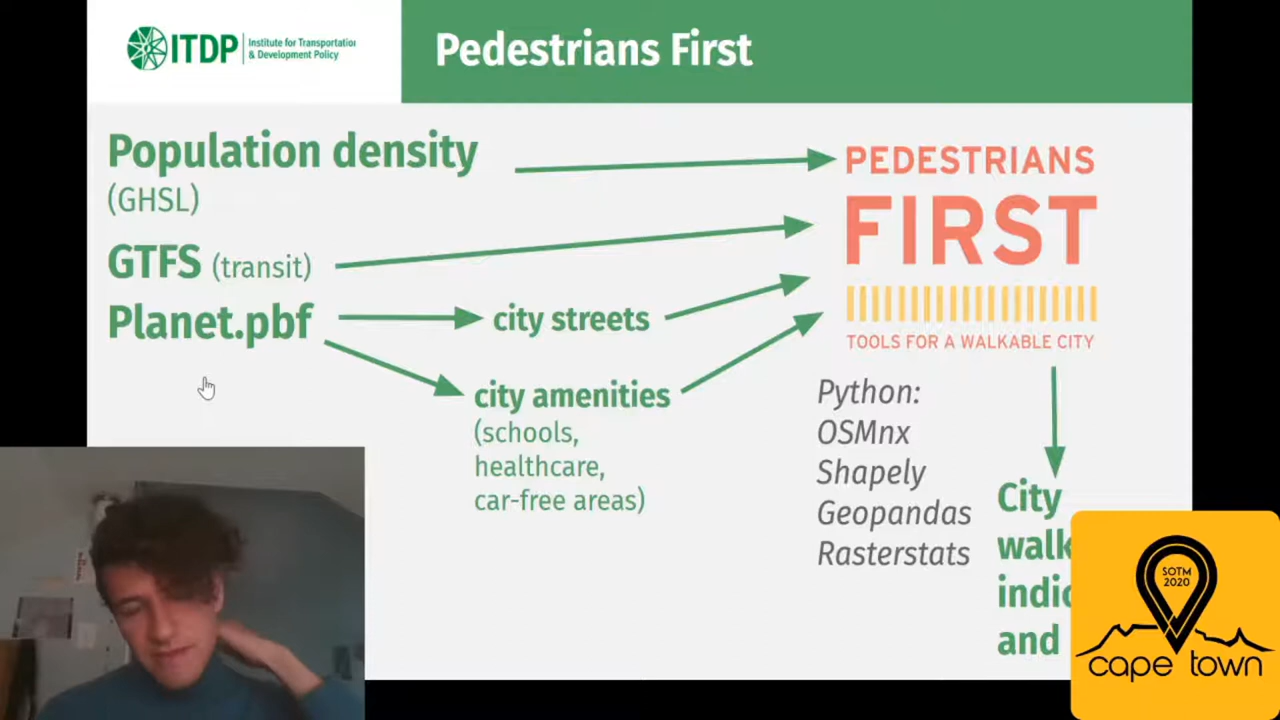 ITDP
Institute for Transportation
& Development Policy
Pedestrians First
Population density
(GHSL)
GTFS (transit)
Planet.pbf
city streets
city amenities
(schools,
healthcare,
car-free areas)
PEDESTRIANS
FIRST
TOOLS FOR A WALKABLE CITY
Python:
OSMnx
Shapely
Geopandas
Rasterstats
City
and
SOTM
2020
cape town